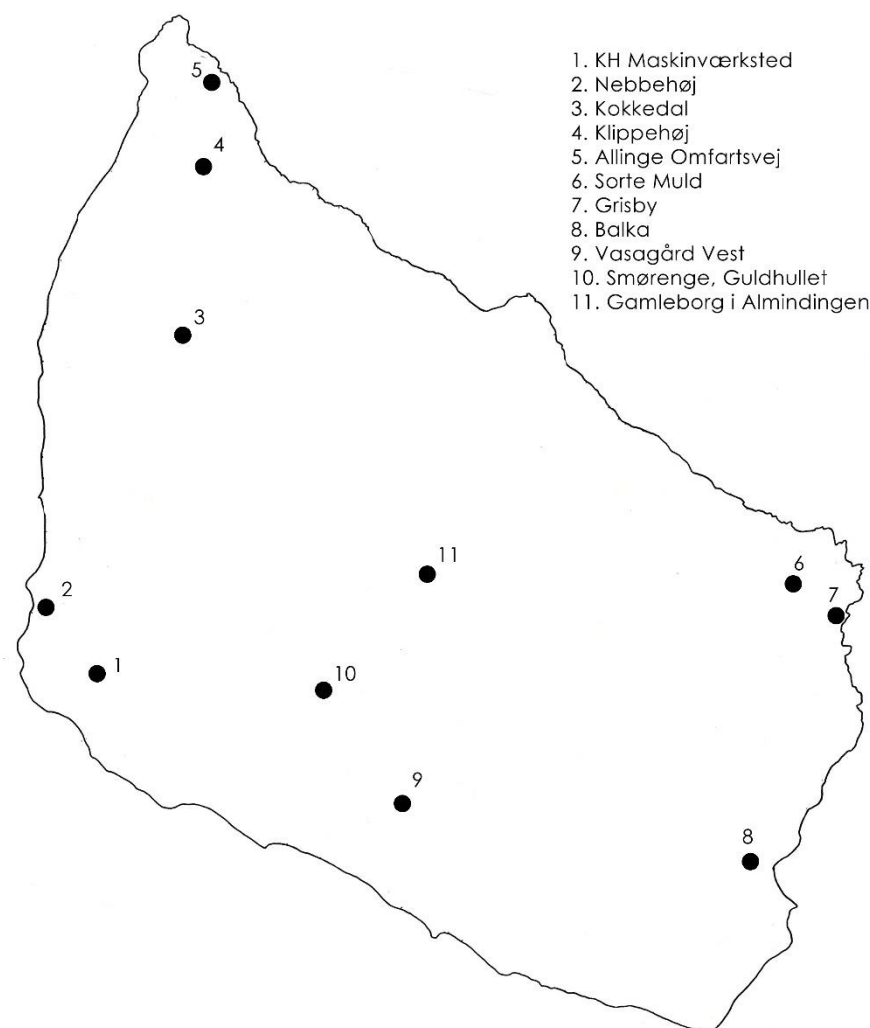 1. KH Maskinværksted
2. Nebbehøj
3. Kokkedal
4. Klippehøj
5. Allinge Omfartsvej
6. Sorte Muld
7. Grisby
8. Balka
9. Vasagård Vest
10. Smørenge, Guldhullet
11. Gamleborg i Almindingen
5
4
3
11
6
2
7
1
10
9
8